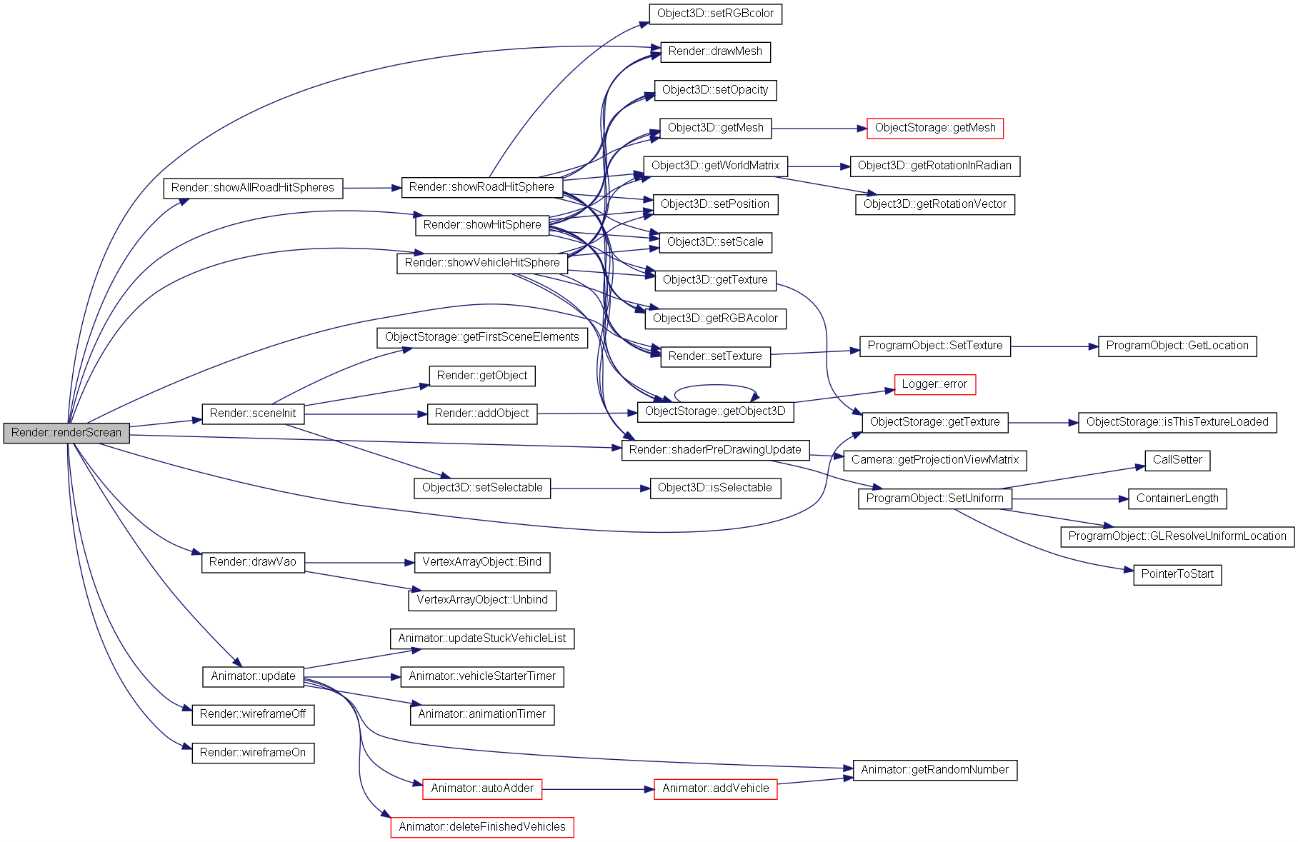 Object3D::setRGBcolor
Render::drawMesh
Object3D::setOpacity
Object3D::getMesh
ObjectStorage::getMesh
Object3D::getWorldMatrix
Object3D::getRotationInRadian
Render::showAllRoadHitSpheres
Render::showRoadHitSphere
Object3D::setPosition
Object3D::getRotationVector
Render::showHitSphere
Object3D::setScale
Render::showVehicleHitSphere
Object3D::getTexture
Object3D::getRGBAcolor
ObjectStorage::getFirstSceneElements
Render::setTexture
ProgramObject::SetTexture
ProgramObject::GetLocation
Render::getObject
Logger::error
Render::sceneInit
Render::addObject
ObjectStorage::getObject3D
Render::renderScrean
ObjectStorage::getTexture
ObjectStorage::isThisTextureLoaded
Render::shaderPreDrawingUpdate
Camera::getProjectionViewMatrix
CallSetter
Object3D::setSelectable
Object3D::isSelectable
ProgramObject::SetUniform
ContainerLength
ProgramObject::GLResolveUniformLocation
Render::drawVao
VertexArrayObject::Bind
PointerToStart
VertexArrayObject::Unbind
Animator::updateStuckVehicleList
Animator::update
Animator::vehicleStarterTimer
Render::wireframeOff
Animator::animationTimer
Render::wireframeOn
Animator::getRandomNumber
Animator::autoAdder
Animator::addVehicle
Animator::deleteFinishedVehicles